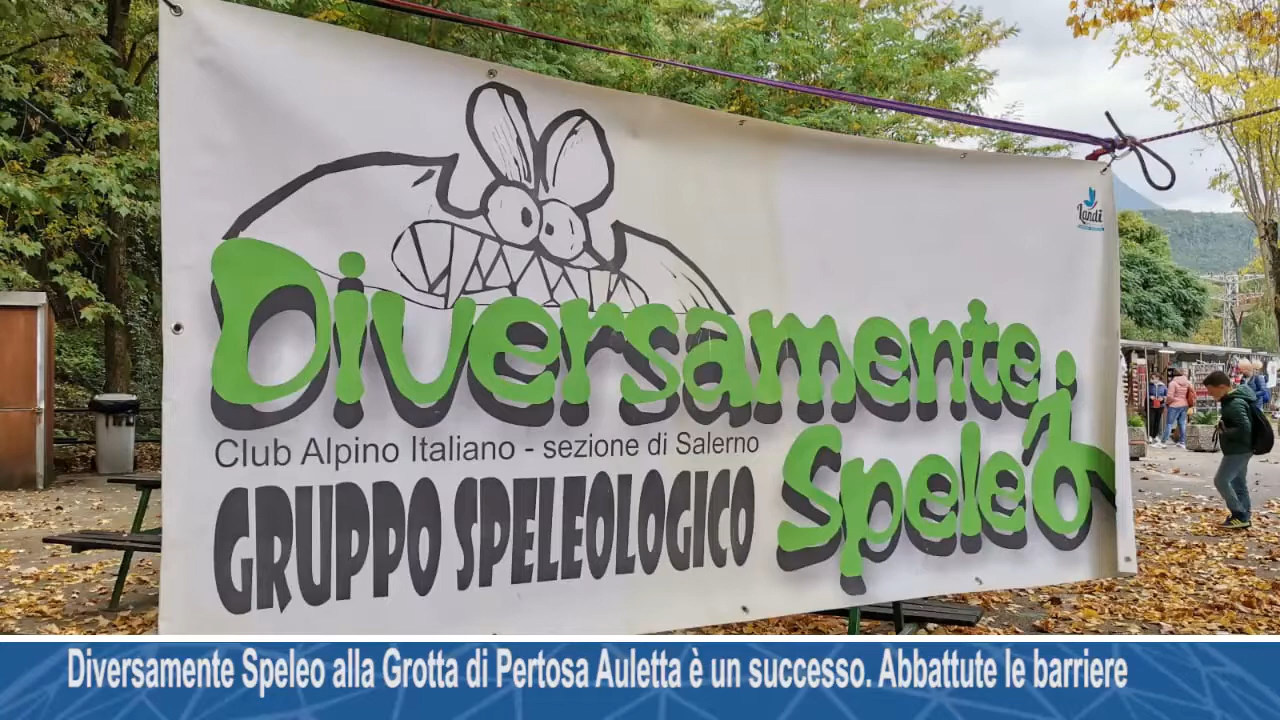 Landi
Diversamente
Club Alpino Italiano - sezione di Salerno
GRUPPO SPELEOLOGICO
Speleo
Diversamente Speleo alla Grotta di Pertosa Auletta è un successo. Abbattute le barriere